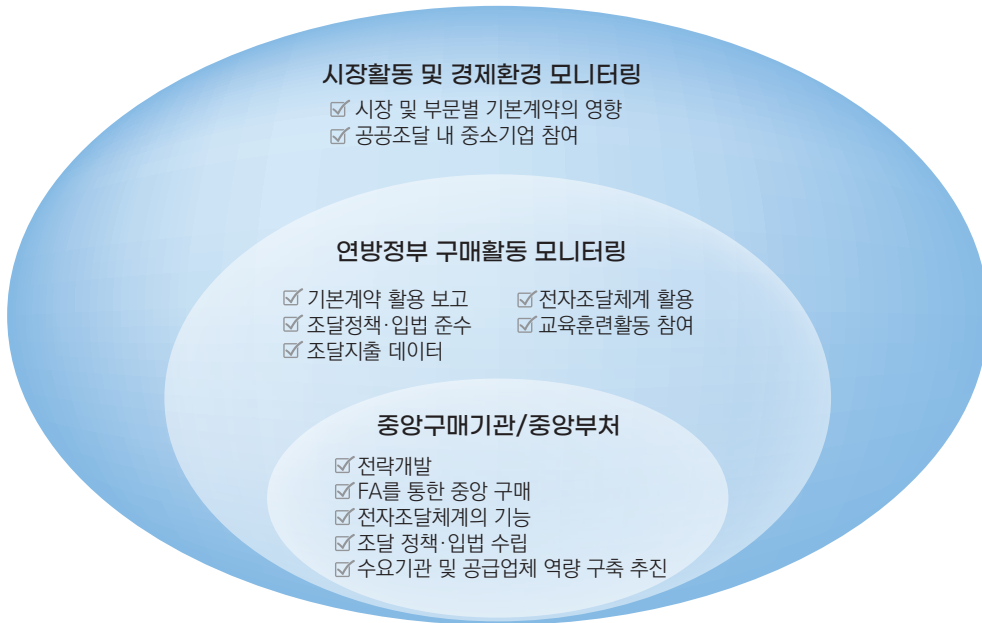 시장활동 및 경제환경 모니터링
시장 및 부문별 기본계약의 영향
공공조달 내 중소기업 참여
연방정부 구매활동 모니터링
기본계약 활용 보고
조달정책·입법 준수
조달지출 데이터
전자조달체계 활용
교육훈련활동 참여
중앙구매기관/중앙부처
전략개발
FA를 통한 중앙 구매
전자조달체계의 기능
조달 정책·입법 수립
수요기관 및 공급업체 역량 구축 추진